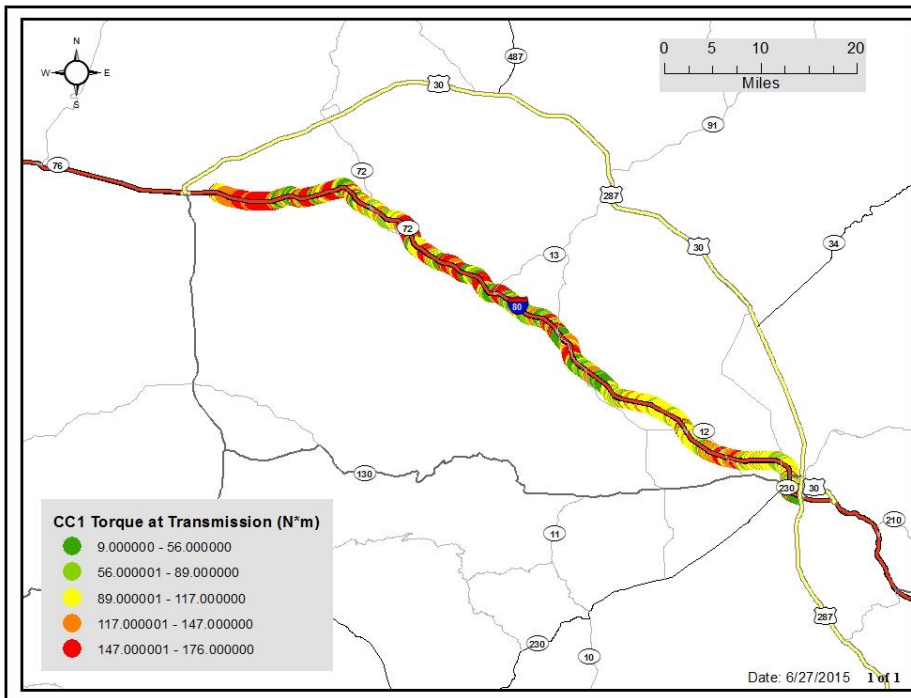 N
W E
S
0 5 10 20
Miles
487
30
91
76
72
287
72
30
34
13
80
12
130
230
30
210
11
287
230
10
CC1 Torque at Transmission (N*m)
9.000000 - 56.000000
56.000001 - 89.000000
89.000001 - 117.000000
117.000001 - 147.000000
147.000001 - 176.000000
Date: 6/27/2015 1 of 1